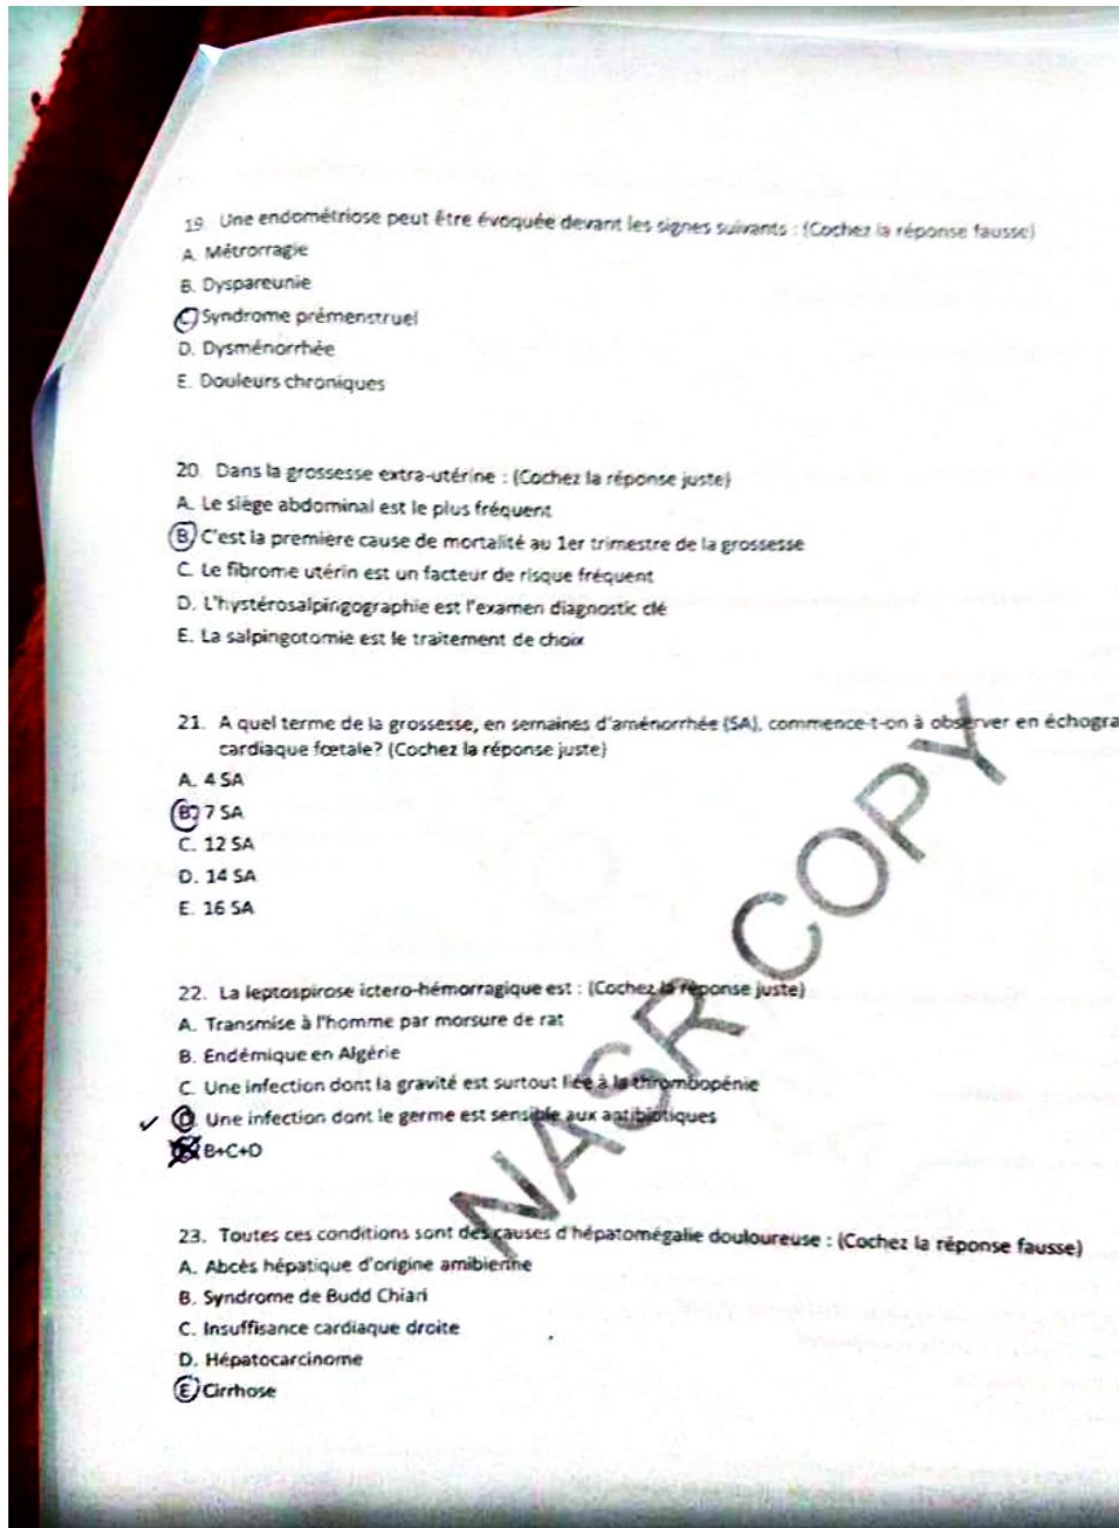 19. Une endométriose peut être évoquée devant les signes suivants : (Cochez la réponse fausse)
A. Métrorragie
B. Dyspareunie
C. Syndrome prémenstruel
D. Dysménorrhée
E. Douleurs chroniques
20. Dans la grossesse extra-utérine : (Cochez la réponse juste)
A. Le siège abdominal est le plus fréquent
B. C'est la première cause de mortalité au 1er trimestre de la grossesse
C. Le fibrome utérin est un facteur de risque fréquent
D. L'hystérosalpingographie est l'examen diagnostic clé
E. La salpingotomie est le traitement de choix
21. A quel terme de la grossesse, en semaines d'aménorrhée (SA), commence-t-on à observer en échogra
cardiaque fœtale? (Cochez la réponse juste)
A. 4 SA
B. 7 SA
C. 12 SA
D. 14 SA
E. 16 SA
22. La leptospirose ictero-hémorragique est : (Cochez la réponse juste)
A. Transmise à l'homme par morsure de rat
B. Endémique en Algérie
C. Une infection dont la gravité est surtout liée à la thrombopénie
D. Une infection dont le germe est sensible aux antibiotiques
B+C+D
23. Toutes ces conditions sont des causes d'hépatomégalie douloureuse : (Cochez la réponse fausse)
A. Abcès hépatique d'origine amibienne
B. Syndrome de Budd Chiari
C. Insuffisance cardiaque droite
D. Hépatocarcinome
E. Cirrhose
NASR COPY